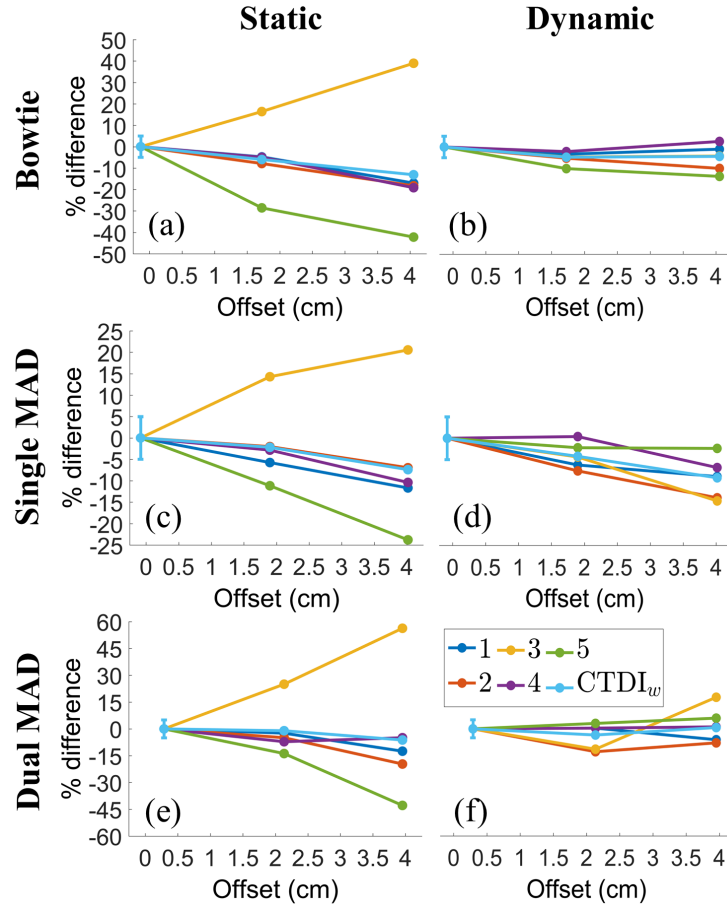 Static Dynamic
Bowtie
% difference
50
40
30
20
10
0
-10
-20
-30
-40
-50
(a)
(b)
0 0.5 1 1.5 2 2.5 3 3.5 4
Offset (cm)
0 0.5 1 1.5 2 2.5 3 3.5 4
Offset (cm)
Single MAD
% difference
25
20
15
10
5
0
-5
-10
-15
-20
-25
(c)
(d)
0 0.5 1 1.5 2 2.5 3 3.5 4
Offset (cm)
0 0.5 1 1.5 2 2.5 3 3.5 4
Offset (cm)
Dual MAD
% difference
60
45
30
15
0
-15
-30
-45
-60
(e)
1 3 5
2 4 CTDIw
(f)
0 0.5 1 1.5 2 2.5 3 3.5 4
Offset (cm)
0 0.5 1 1.5 2 2.5 3 3.5 4
Offset (cm)